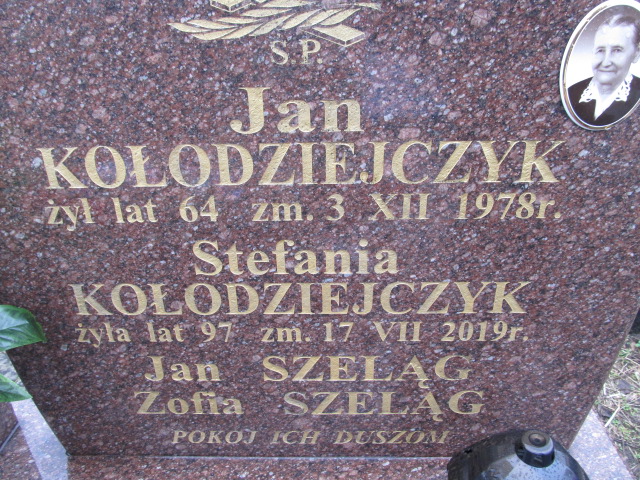 Ś.P.
Jan
KOŁODZIEJCZYK
żył lat 64 zm. 3 XII 1978r.
Stefania
KOŁODZIEJCZYK
żyła lat 97 zm. 17 VII 2019r.
Jan SZELĄG
Zofia SZELĄG
POKÓJ ICH DUSZOM